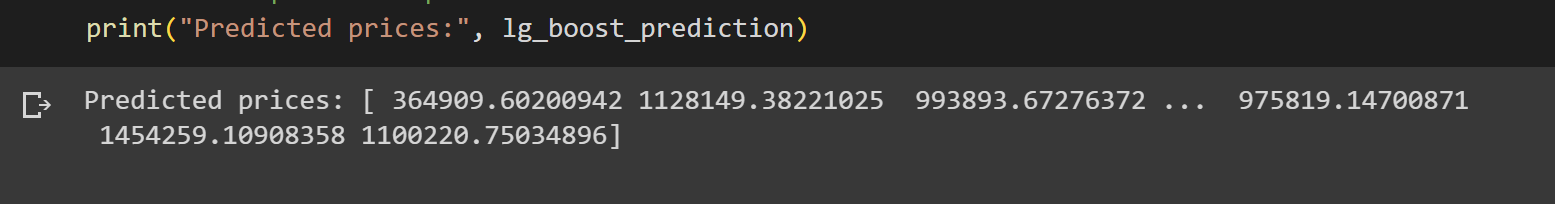 print("Predicted prices:", lg_boost_prediction)
Predicted prices: [ 364909.60200942 1128149.38221025  993893.67276372 ...  975819.14700871
 1454259.10908358 1100220.75034896]